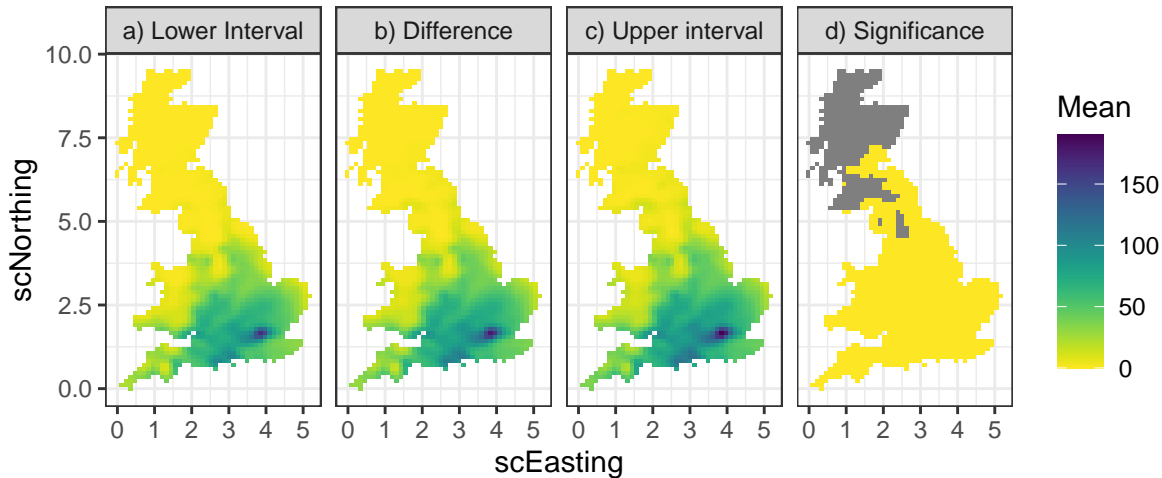 a) Lower Interval
b) Difference
c) Upper interval
d) Significance
10.0
7.5
5.0
2.5
0.0
scNorthing
0 1 2 3 4 5
0 1 2 3 4 5
0 1 2 3 4 5
0 1 2 3 4 5
scEasting
Mean
150
100
50
0